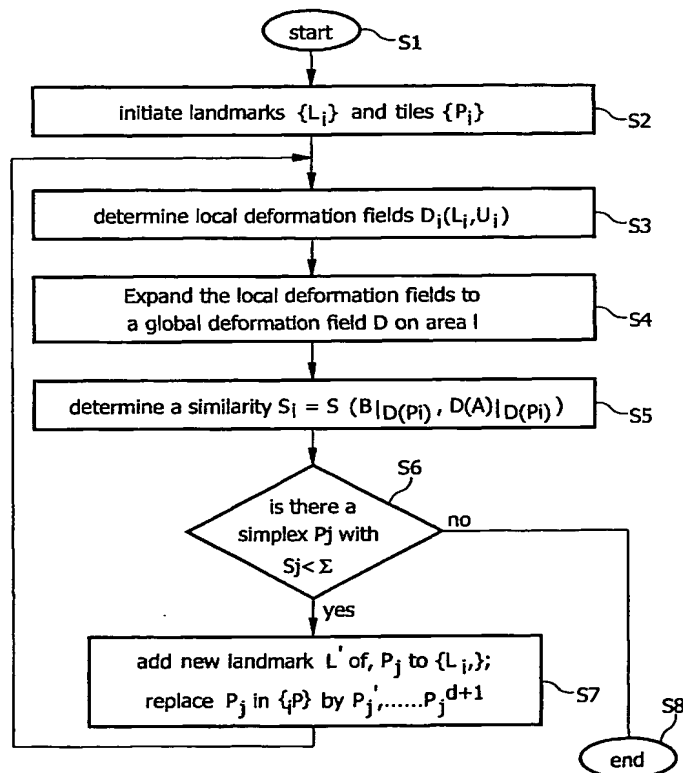 start
S1
initiate landmarks {Li} and tiles {Pi}
S2
determine local deformation fields Di(Li,Ui)
S3
Expand the local deformation fields to
a global deformation field D on area I
S4
determine a similarity Si = S (B|D(Pi) , D(A)|D(Pi) )
S5
S6
is there a
simplex Pj with
Sj< Σ
no
yes
add new landmark L' of, Pj to {Li,};
replace Pj in {iP} by Pj',......Pj^d+1
S7
S8
end